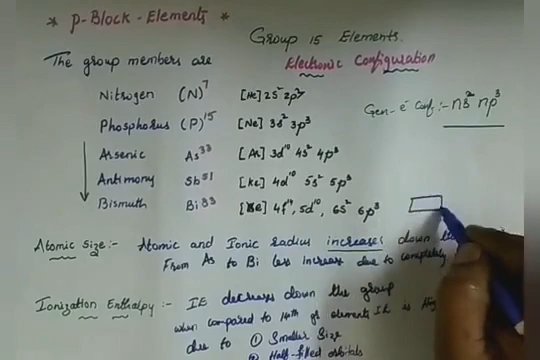 * p-Block-Elements *
Group 15 Elements.
The group members are
Electronic Configuration
Nitrogen (N)⁷ [He] 2s² 2p³
Gen-é Conf:- ns² np³
Phosphorus (P)¹⁵ [Ne] 3s² 3p³
Arsenic As³³ [Ar] 3d¹⁰ 4s² 4p³
Antimony Sb⁵¹ [Kr] 4d¹⁰ 5s² 5p³
Bismuth Bi⁸³ [Xe] 4f¹⁴, 5d¹⁰, 6s² 6p³
Atomic Size:- Atomic and Ionic radius increases down
From As to Bi less increase due to completely
Ionization Enthalpy:- IE decreases down the group
when compared to 14th gr elements I.E is
due to ① Smaller Size
② Half-filled orbitals